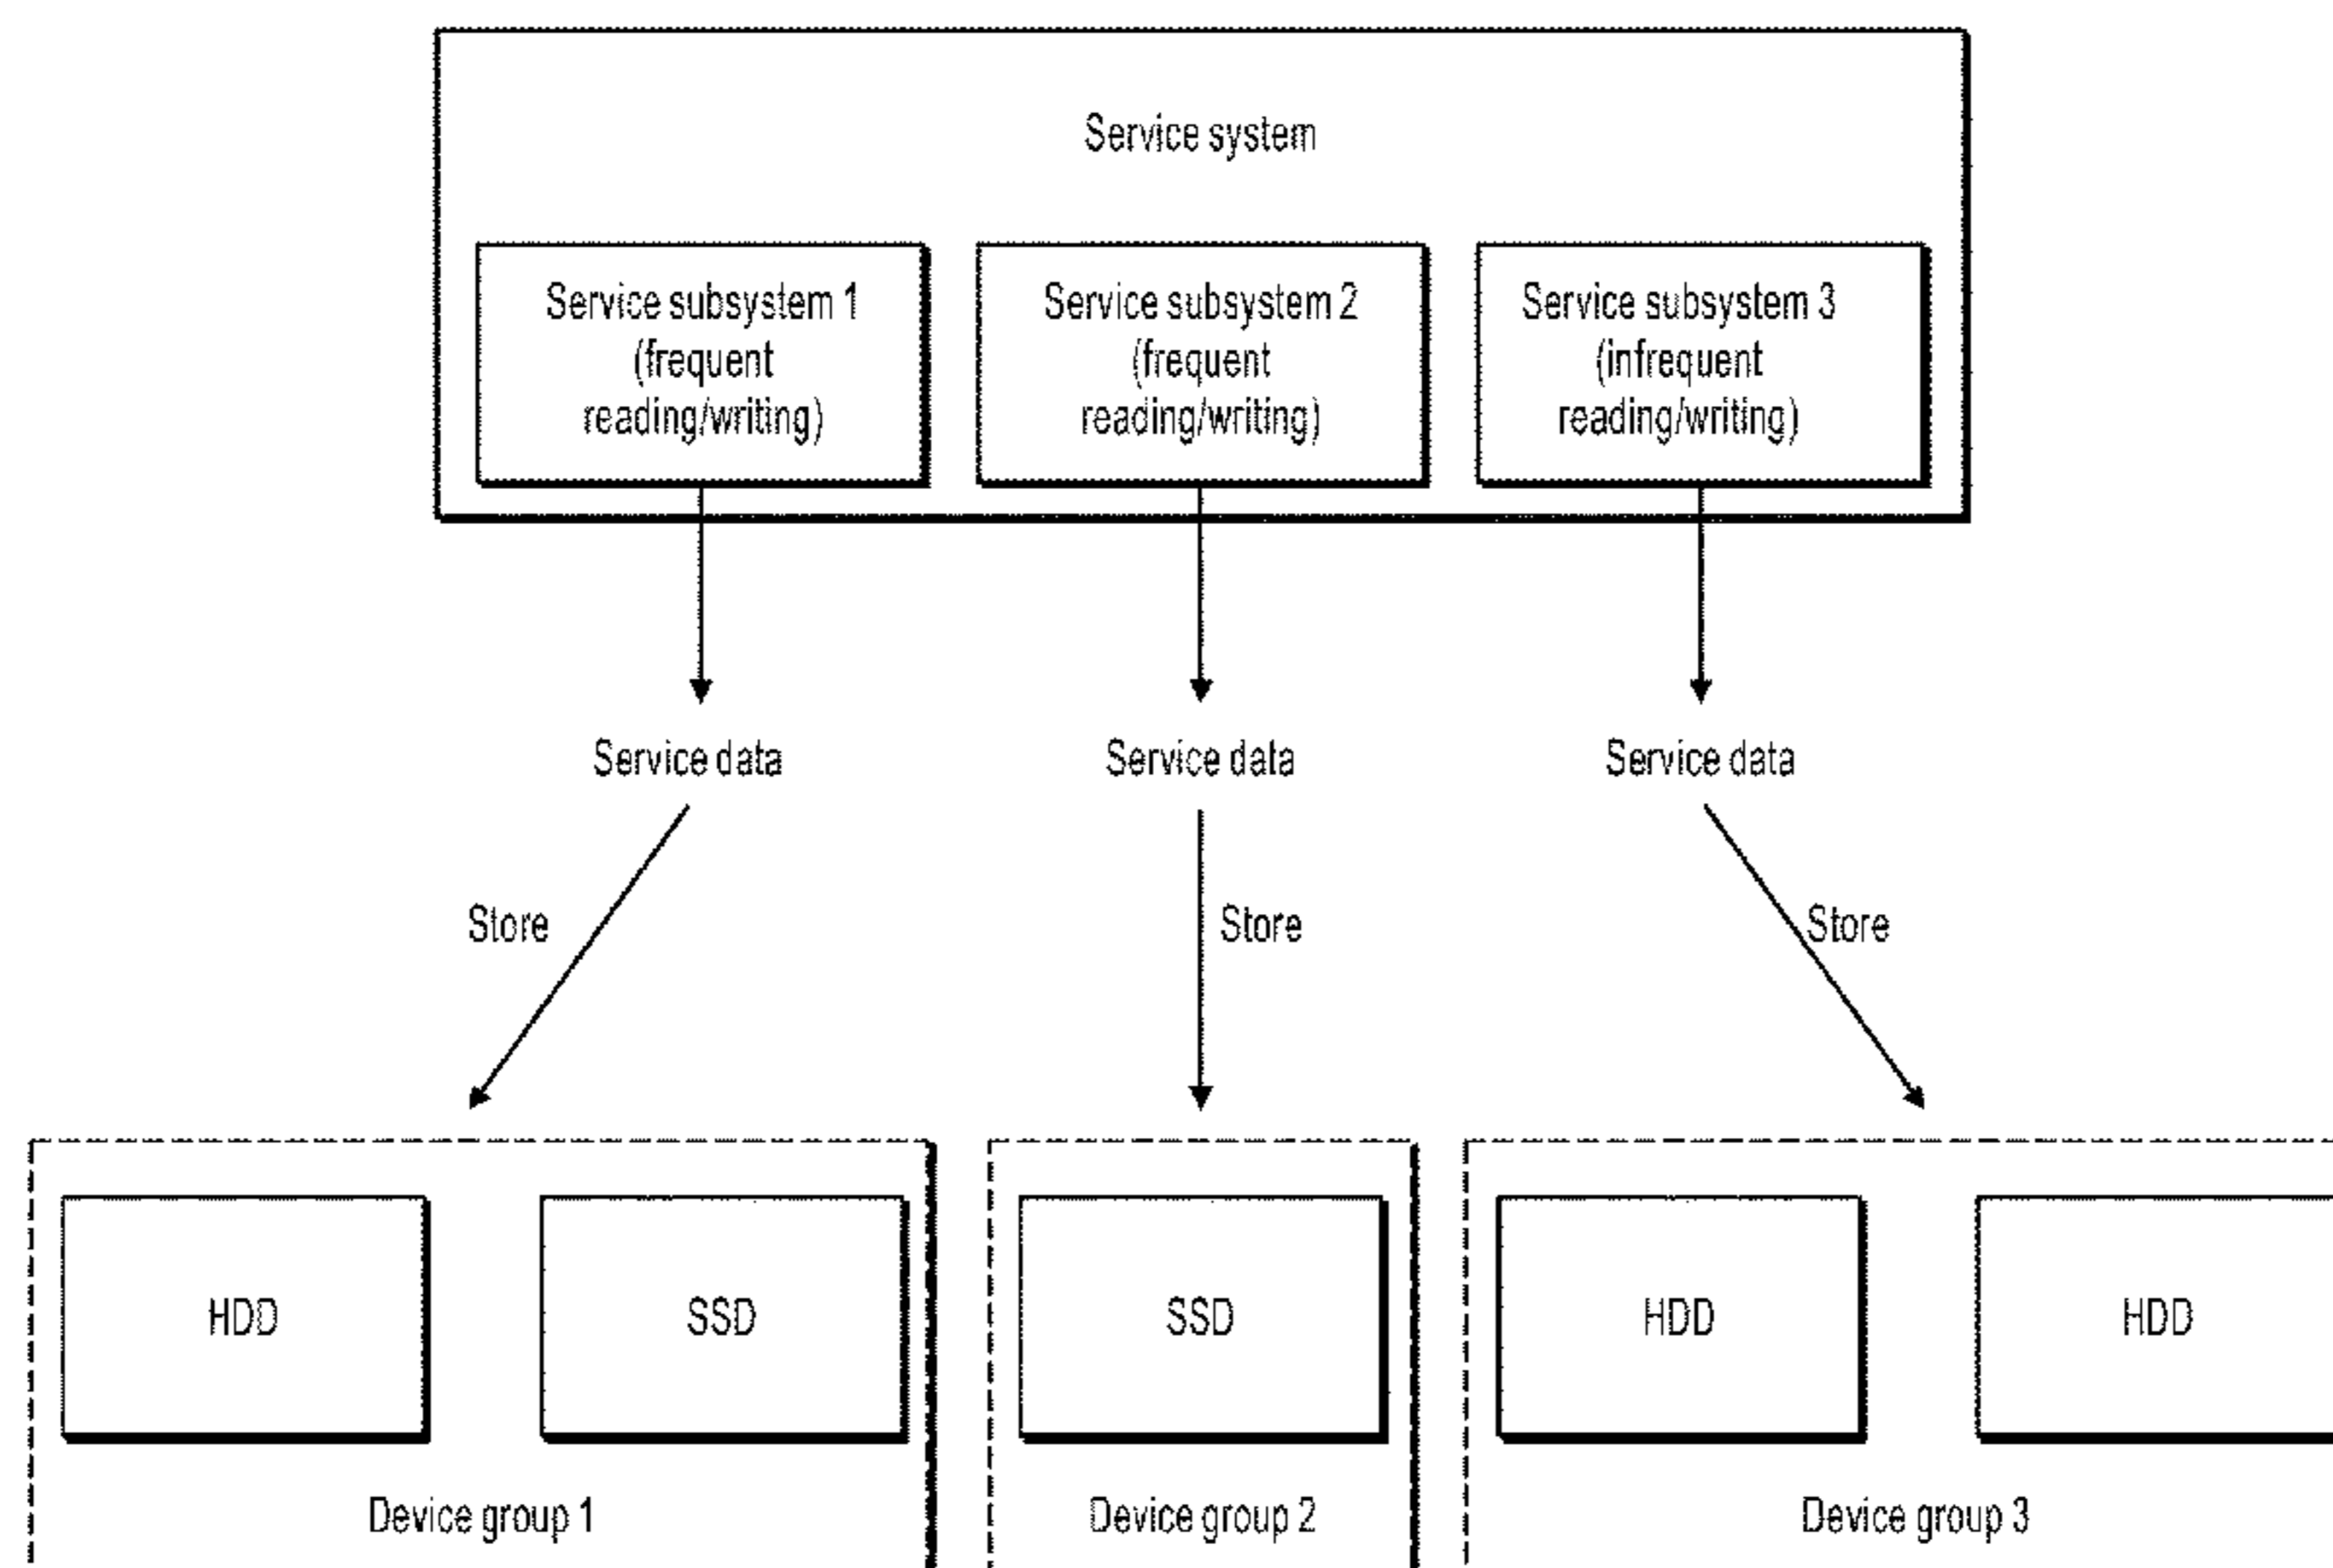 Service system
Service subsystem 1
(frequent
reading/writing)
Service subsystem 2
(frequent
reading/writing)
Service subsystem 3
(infrequent
reading/writing)
Service data
Service data
Service data
Store
Store
Store
HDD
SSD
SSD
HDD
HDD
Device group 1
Device group 2
Device group 3